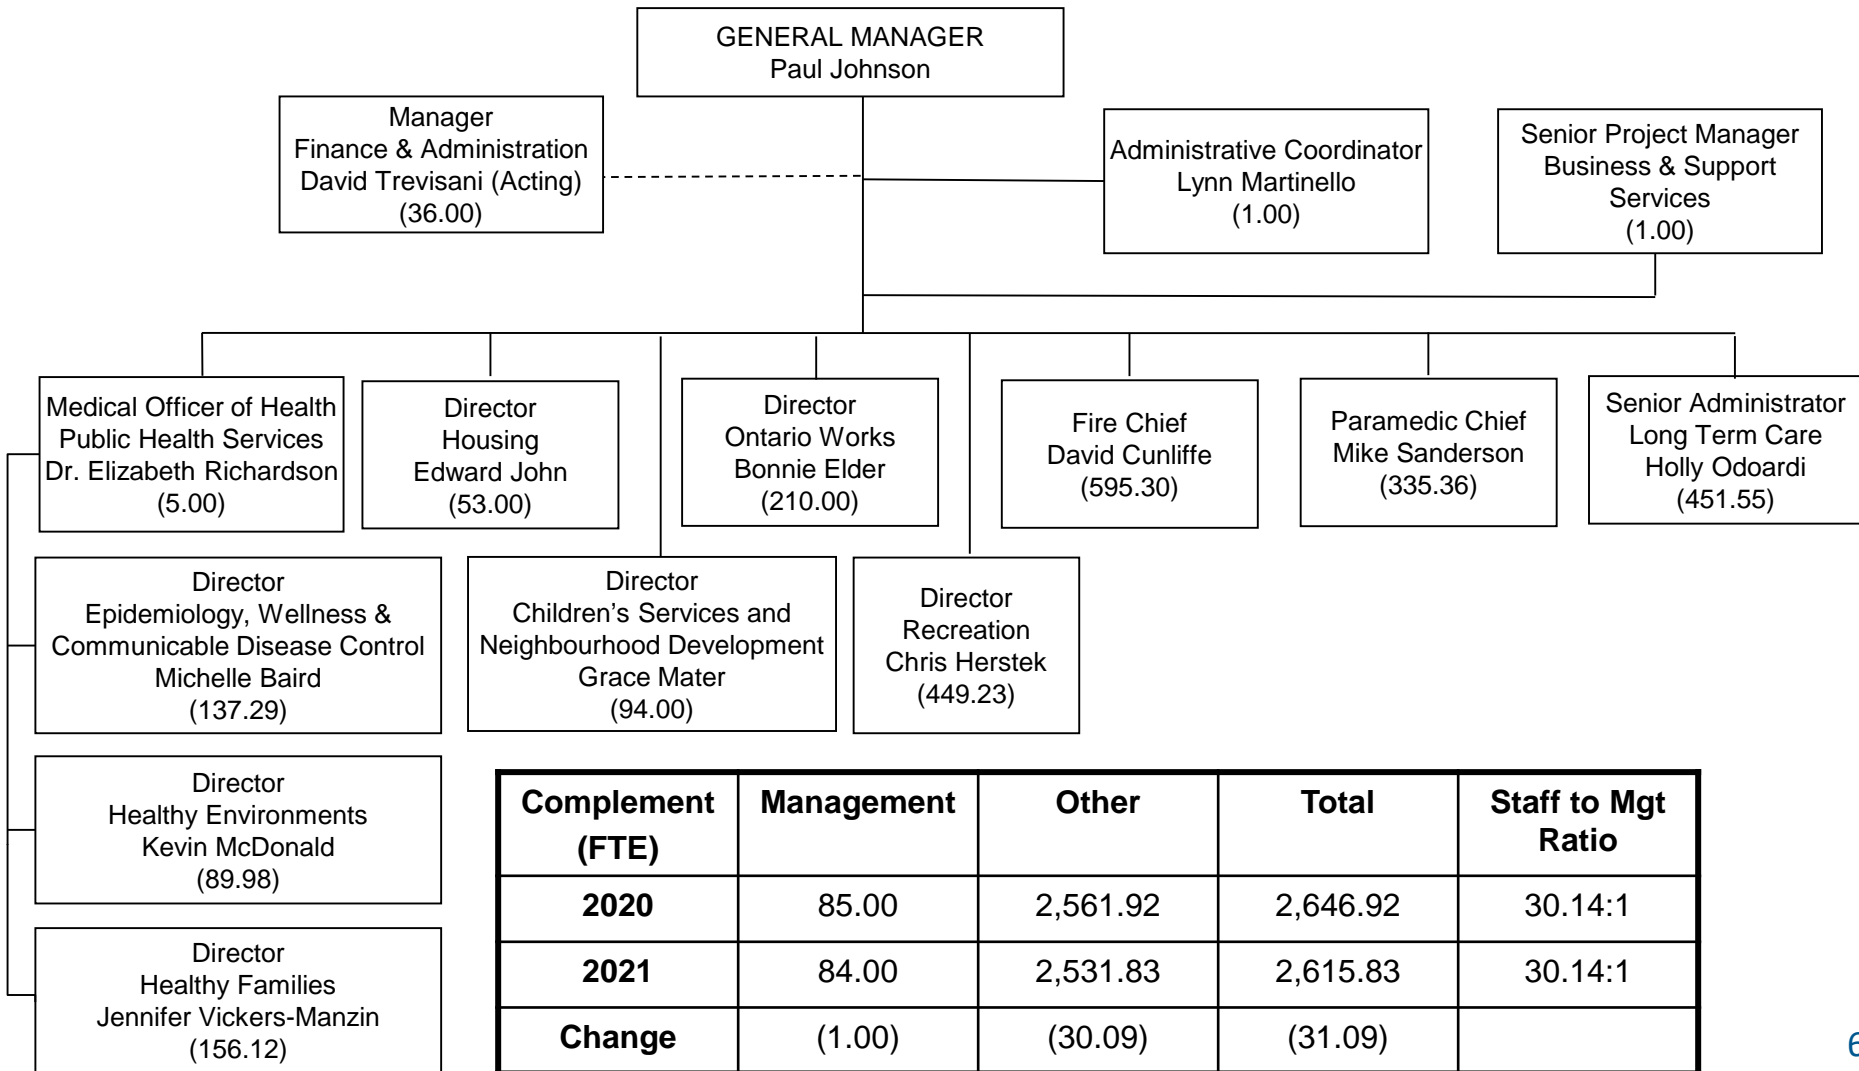 GENERAL MANAGER
Paul Johnson
Manager
Finance & Administration
David Trevisani (Acting)
(36.00)
Administrative Coordinator
Lynn Martinello
(1.00)
Senior Project Manager
Business & Support
Services
(1.00)
Medical Officer of Health
Public Health Services
Dr. Elizabeth Richardson
(5.00)
Director
Housing
Edward John
(53.00)
Director
Ontario Works
Bonnie Elder
(210.00)
Fire Chief
David Cunliffe
(595.30)
Paramedic Chief
Mike Sanderson
(335.36)
Senior Administrator
Long Term Care
Holly Odoardi
(451.55)
Director
Epidemiology, Wellness &
Communicable Disease Control
Michelle Baird
(137.29)
Director
Children’s Services and
Neighbourhood Development
Grace Mater
(94.00)
Director
Recreation
Chris Herstek
(449.23)
Director
Healthy Environments
Kevin McDonald
(89.98)
Director
Healthy Families
Jennifer Vickers-Manzin
(156.12)
Complement (FTE) Management Other Total Staff to Mgt Ratio
2020 85.00 2,561.92 2,646.92 30.14:1
2021 84.00 2,531.83 2,615.83 30.14:1
Change (1.00) (30.09) (31.09)
6